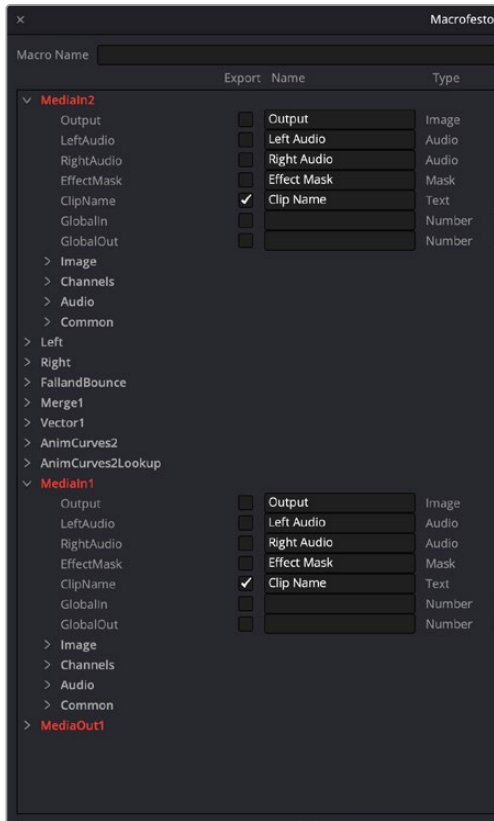 Macrofesto
Macro Name
Export Name Type
MediaIn2
Output Output Image
LeftAudio Left Audio Audio
RightAudio Right Audio Audio
EffectMask Effect Mask Mask
ClipName Clip Name Text
GlobalIn Number
GlobalOut Number
Image
Channels
Audio
Common
Left
Right
FallandBounce
Merge1
Vector1
AnimCurves2
AnimCurves2Lookup
MediaIn1
Output Output Image
LeftAudio Left Audio Audio
RightAudio Right Audio Audio
EffectMask Effect Mask Mask
ClipName Clip Name Text
GlobalIn Number
GlobalOut Number
Image
Channels
Audio
Common
MediaOut1